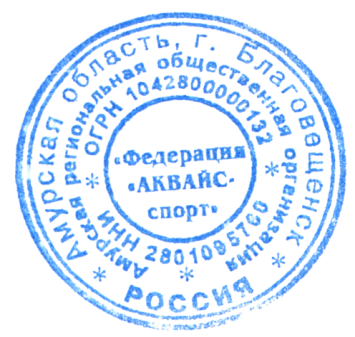 Амурская область, г. Благовещенск
РОССИЯ
Амурская региональная общественная организация
ОГРН 1042800000132
ИНН 2801095760
«Федерация
«АКВАЙС-
спорт»